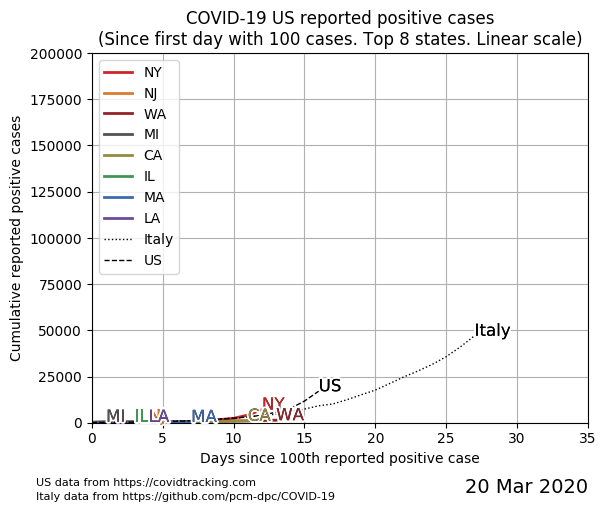 COVID-19 US reported positive cases
(Since first day with 100 cases. Top 8 states. Linear scale)
200000
175000
150000
125000
100000
75000
50000
25000
0
Cumulative reported positive cases
NY
NJ
WA
MI
CA
IL
MA
LA
Italy
US
Italy
US
NY
MI
IL
LA
MA
CA
WA
0 5 10 15 20 25 30 35
Days since 100th reported positive case
US data from https://covidtracking.com
Italy data from https://github.com/pcm-dpc/COVID-19
20 Mar 2020